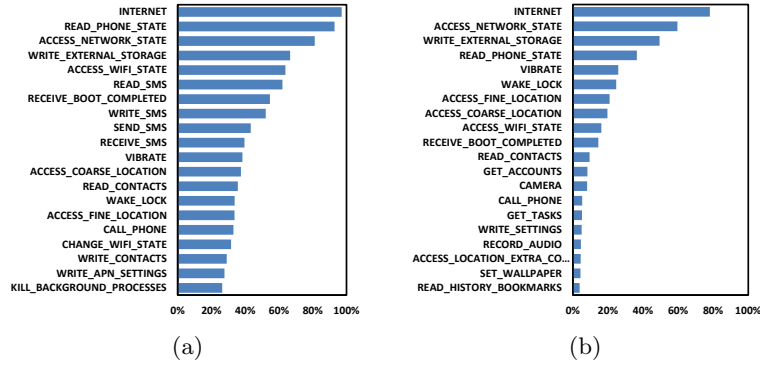 INTERNET
READ_PHONE_STATE
ACCESS_NETWORK_STATE
WRITE_EXTERNAL_STORAGE
ACCESS_WIFI_STATE
READ_SMS
RECEIVE_BOOT_COMPLETED
WRITE_SMS
SEND_SMS
RECEIVE_SMS
VIBRATE
ACCESS_COARSE_LOCATION
READ_CONTACTS
WAKE_LOCK
ACCESS_FINE_LOCATION
CALL_PHONE
CHANGE_WIFI_STATE
WRITE_CONTACTS
WRITE_APN_SETTINGS
KILL_BACKGROUND_PROCESSES
0% 20% 40% 60% 80% 100%
(a)
INTERNET
ACCESS_NETWORK_STATE
WRITE_EXTERNAL_STORAGE
READ_PHONE_STATE
VIBRATE
WAKE_LOCK
ACCESS_FINE_LOCATION
ACCESS_COARSE_LOCATION
ACCESS_WIFI_STATE
RECEIVE_BOOT_COMPLETED
READ_CONTACTS
GET_ACCOUNTS
CAMERA
CALL_PHONE
GET_TASKS
WRITE_SETTINGS
RECORD_AUDIO
ACCESS_LOCATION_EXTRA_CO...
SET_WALLPAPER
READ_HISTORY_BOOKMARKS
0% 20% 40% 60% 80% 100%
(b)